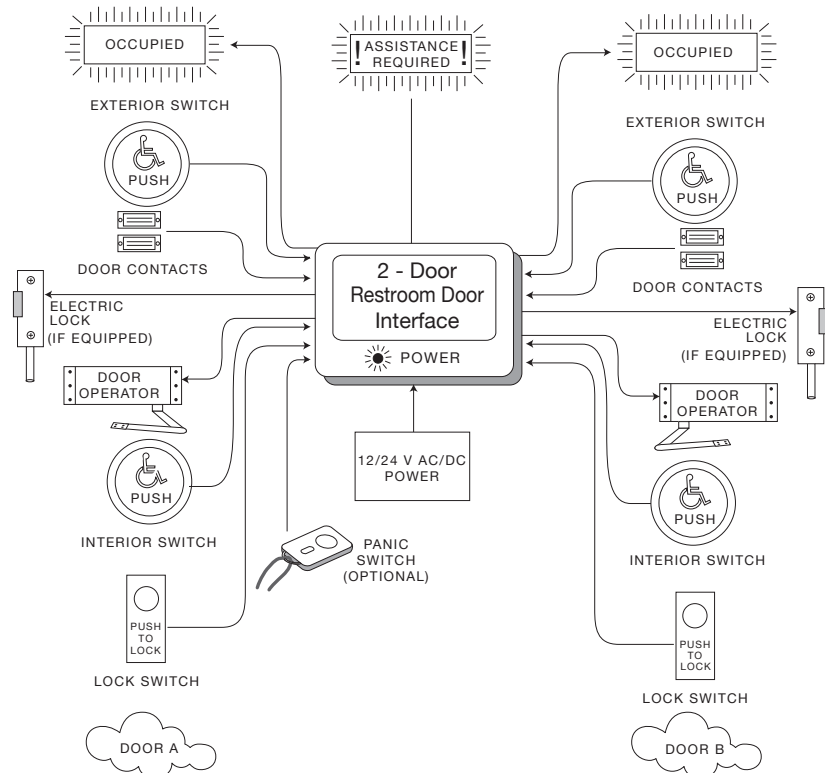 OCCUPIED
! ASSISTANCE !
REQUIRED
OCCUPIED
EXTERIOR SWITCH
PUSH
DOOR CONTACTS
ELECTRIC
LOCK
(IF EQUIPPED)
DOOR
OPERATOR
PUSH
INTERIOR SWITCH
PUSH
TO
LOCK
LOCK SWITCH
DOOR A
2 - Door
Restroom Door
Interface
POWER
12/24 V AC/DC
POWER
PANIC
SWITCH
(OPTIONAL)
EXTERIOR SWITCH
PUSH
DOOR CONTACTS
ELECTRIC
LOCK
(IF EQUIPPED)
DOOR
OPERATOR
PUSH
INTERIOR SWITCH
PUSH
TO
LOCK
LOCK SWITCH
DOOR B